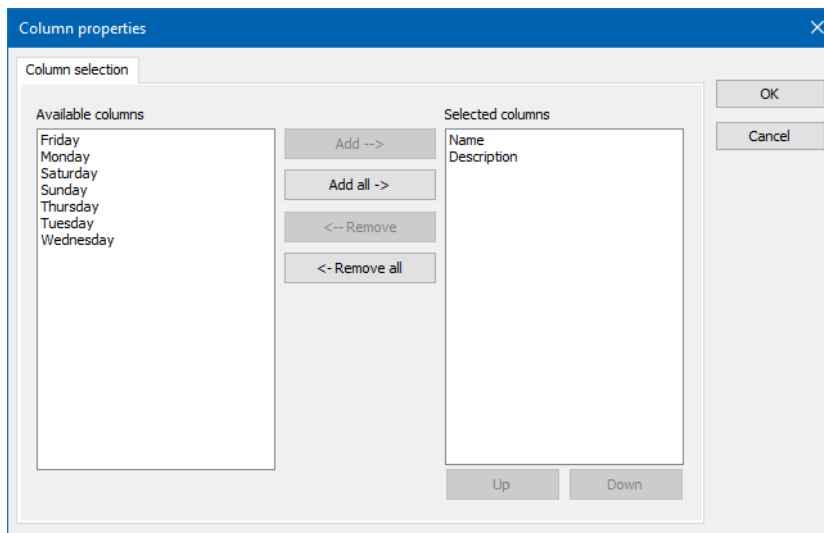 Column properties
Column selection
Available columns
Friday
Monday
Saturday
Sunday
Thursday
Tuesday
Wednesday
Add -->
Add all ->
<-- Remove
<- Remove all
Selected columns
Name
Description
Up
Down
OK
Cancel